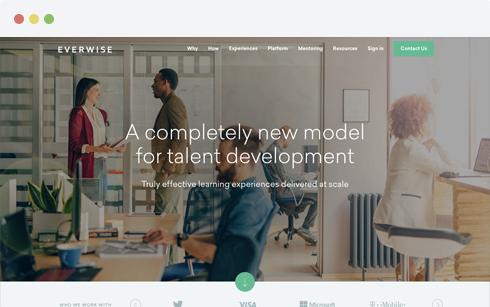 EVERWISE
Why How Experiences Platform Mentoring Resources Sign in Contact Us
A completely new model
for talent development
Truly effective learning experiences delivered at scale
WHO WE WORK WITH VISA Microsoft T··Mobile·